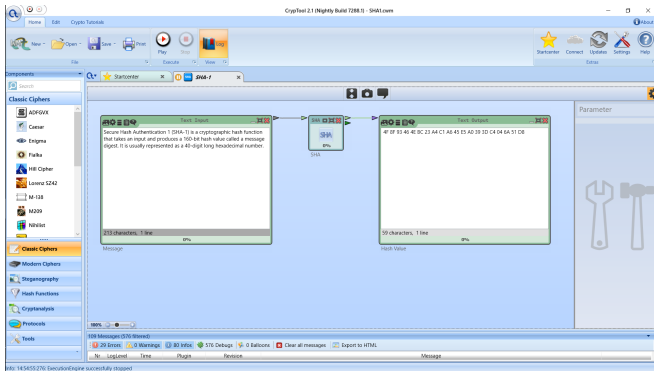 CrypTool 2.1 (Nightly Build 7288.1) - SHA1.cwm
Home Edit Crypto Tutorials
About
New Open Save Print Play Stop Log
Startcenter Connect Updates Settings Help
File Execute View Extras
Components
Startcenter × SHA-1 ×
Search
Classic Ciphers
ADFGVX
Caesar
Enigma
Fialka
Hill Cipher
Lorenz SZ42
M-138
M209
Nihilist
Classic Ciphers
Modern Ciphers
Steganography
Hash Functions
Cryptanalysis
Protocols
Tools
Text Input
Secure Hash Authentication 1 (SHA-1) is a cryptographic hash function
that takes an input and produces a 160-bit hash value called a message
digest. It is usually represented as a 40-digit long hexadecimal number.
213 characters, 1 line
0%
Message
SHA
SHA
0%
SHA
Text Output
4F 8F 93 46 4E BC 23 A4 C1 A6 45 E5 A0 39 3D C4 04 6A 51 D8
59 characters, 1 line
0%
Hash Value
Parameter
100%
109 Messages (576 filtered)
29 Errors 0 Warnings 80 Infos 576 Debugs 0 Balloons Clear all messages Export to HTML
Nr LogLevel Time Plugin Revision Message
Info: 14:54:55:276: ExecutionEngine successfully stopped